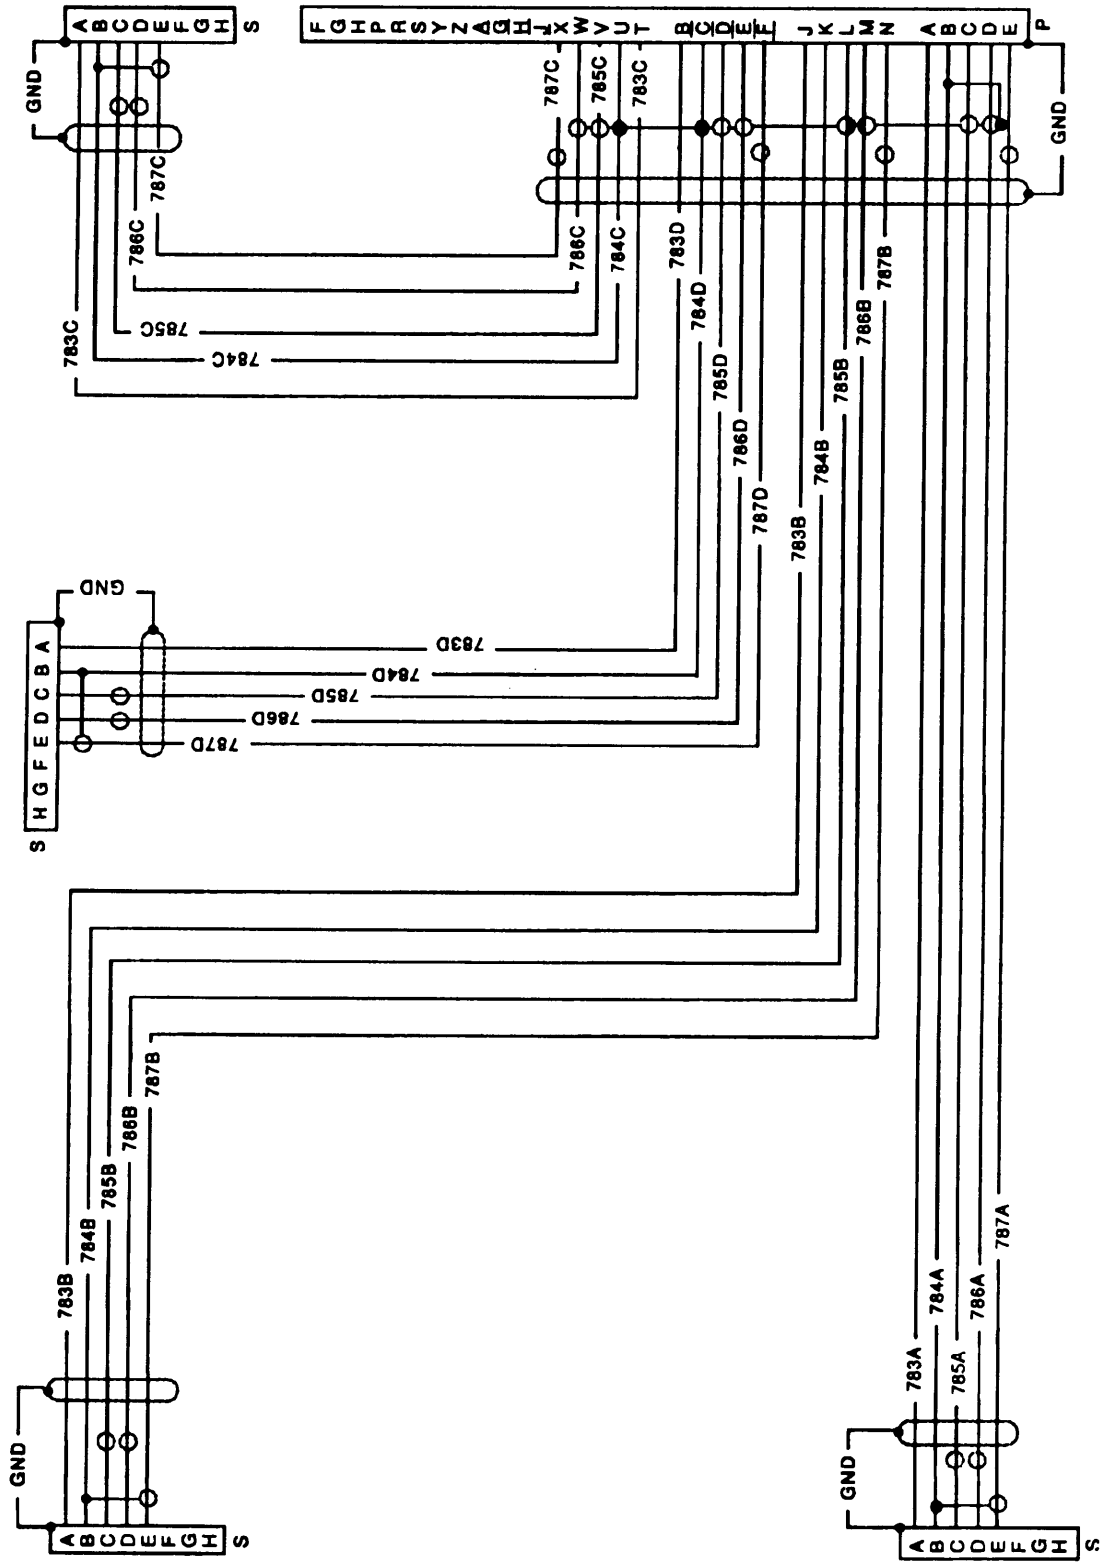 A B C D E F G H S
GND
787C
786C
783C
785C
784C
F G H P R S Y Z A G H J X W V U T B C D E F J K L M N A B C D E P
787C
785C
783C
GND
786C
784C
783D
784D
785D
786D
787D
787B
786B
785B
784B
783B
S H G F E D C B A
GND
783D
784D
785D
786D
787D
787B
786B
785B
784B
783B
GND
A B C D E F G H S
787A
786A
784A
785A
783A
GND
A B C D E F G H S